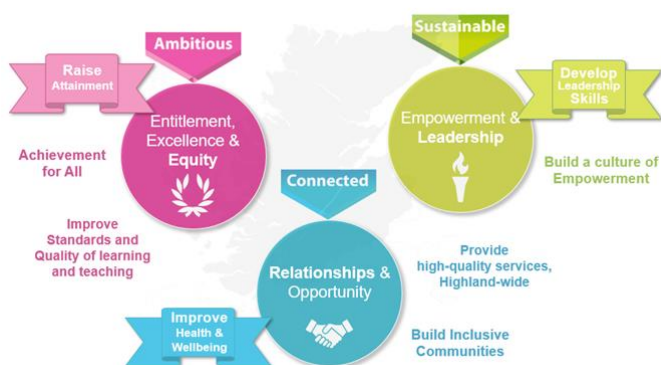 Ambitious
Raise
Attainment
Entitlement,
Excellence &
Equity
Achievement
for All
Improve
Standards and
Quality of learning
and teaching
Sustainable
Develop
Leadership
Skills
Empowerment &
Leadership
Build a culture of
Empowerment
Connected
Relationships &
Opportunity
Improve
Health &
Wellbeing
Provide
high-quality services,
Highland-wide
Build Inclusive
Communities